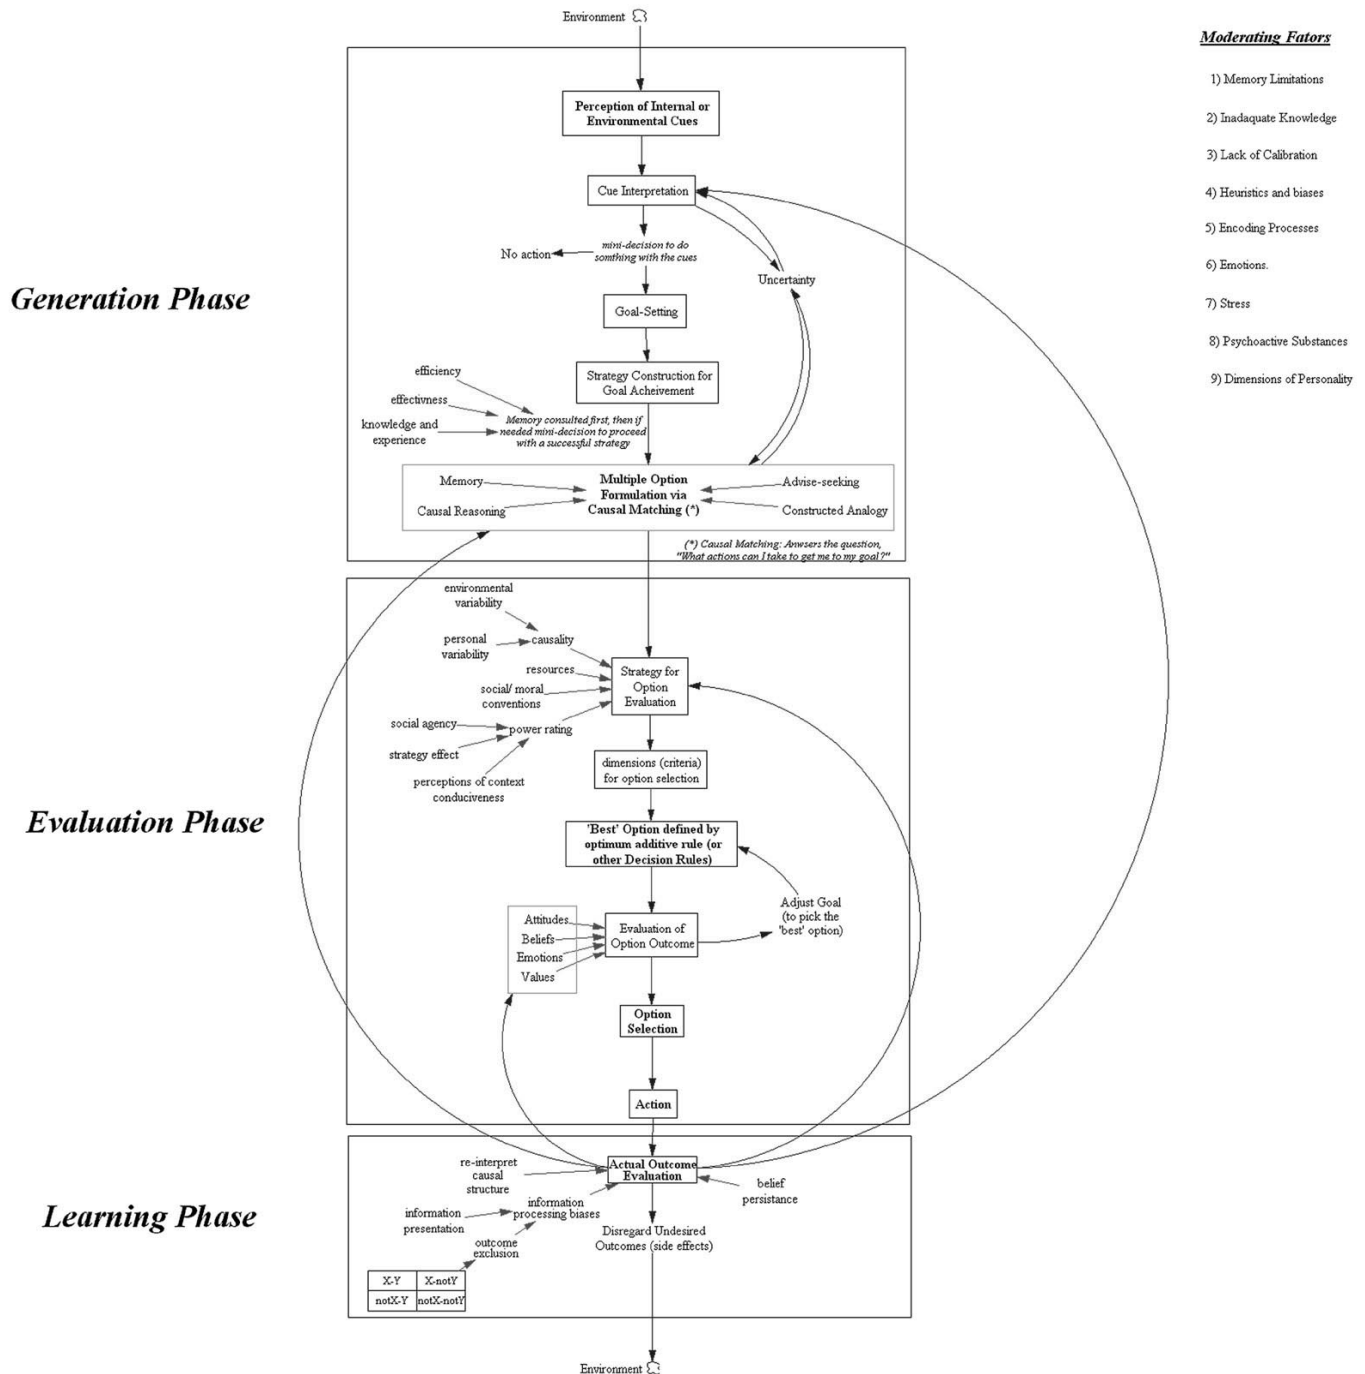 Environment
Moderating Fators
1) Memory Limitations
2) Inadaquate Knowledge
3) Lack of Calibration
4) Heuristics and biases
5) Encoding Processes
6) Emotions.
7) Stress
8) Psychoactive Substances
9) Dimensions of Personality
Generation Phase
Perception of Internal or
Environmental Cues
Cue Interpretation
mini-decision to do
somthing with the cues
No action
Uncertainty
Goal-Setting
Strategy Construction for
Goal Acheivement
efficiency
effectivness
knowledge and
experience
Memory consulted first, then if
needed mini-decision to proceed
with a successful strategy
Memory
Causal Reasoning
Multiple Option
Formulation via
Causal Matching (*)
Advise-seeking
Constructed Analogy
(*) Causal Matching: Anwsers the question,
"What actions can I take to get me to my goal?"
Evaluation Phase
environmental
variability
personal
variability
causality
resources
social/ moral
conventions
social agency
power rating
strategy effect
perceptions of context
conduciveness
Strategy for
Option
Evaluation
dimensions (criteria)
for option selection
'Best' Option defined by
optimum additive rule (or
other Decision Rules)
Adjust Goal
(to pick the
'best' option)
Attitudes
Beliefs
Emotions
Values
Evaluation of
Option Outcome
Option
Selection
Action
Learning Phase
Actual Outcome
Evaluation
re-interpret
causal
structure
belief
persistance
information
processing biases
information
presentation
outcome
exclusion
Disregard Undesired
Outcomes (side effects)
X-Y X-notY
notX-Y notX-notY
Environment